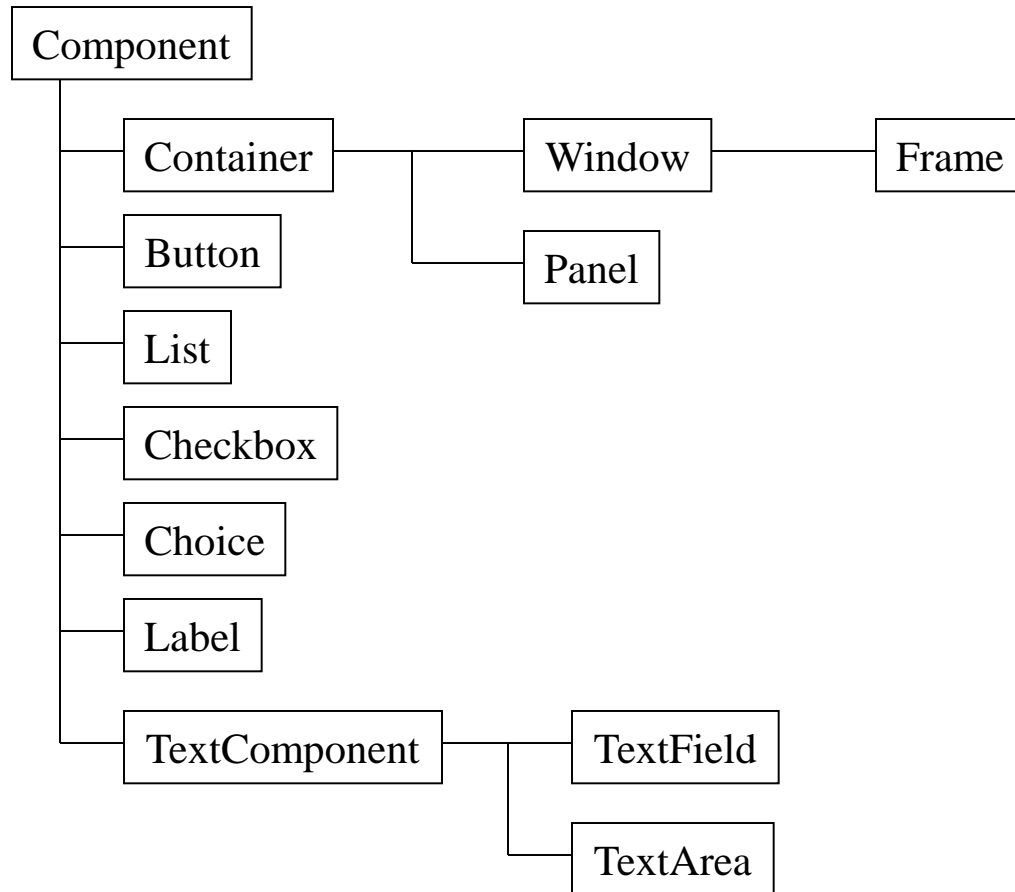 Component
Container Window Frame
Button
Panel
List
Checkbox
Choice
Label
TextComponent TextField
TextArea